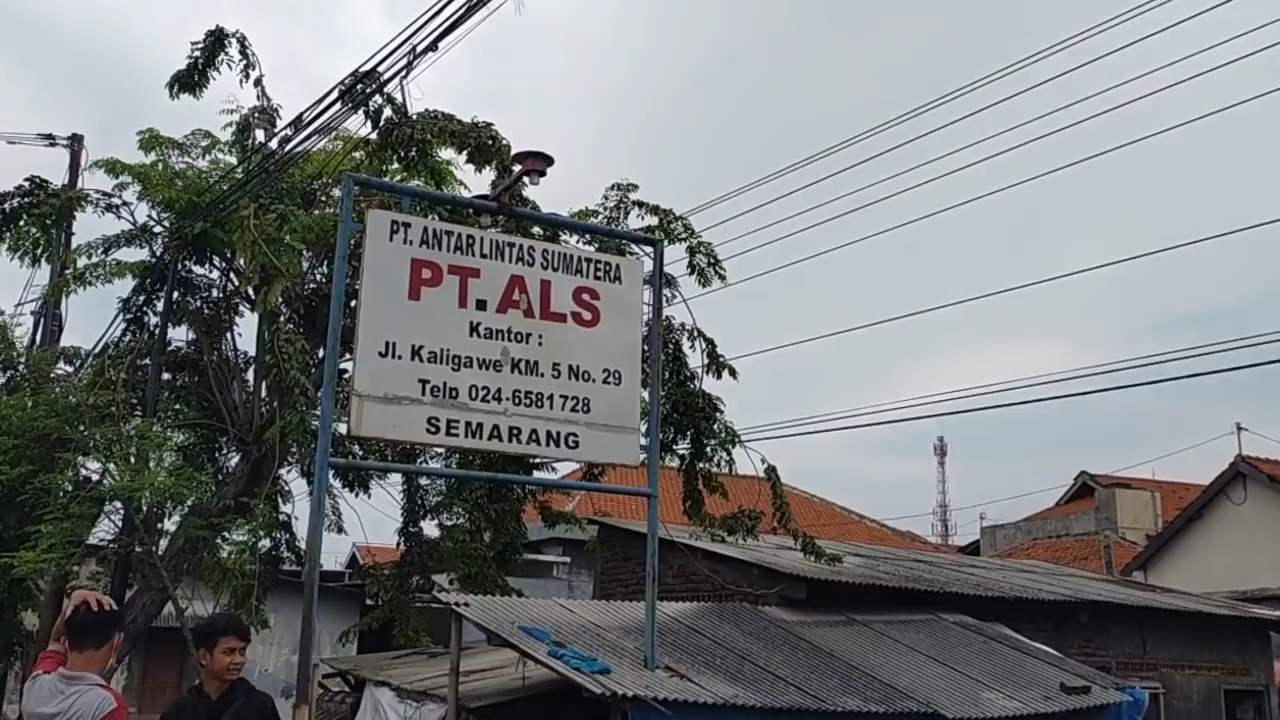 PT. ANTAR LINTAS SUMATERA
PT. ALS
Kantor :
Jl. Kaligawe KM. 5 No. 29
Telp 024-6581728
SEMARANG